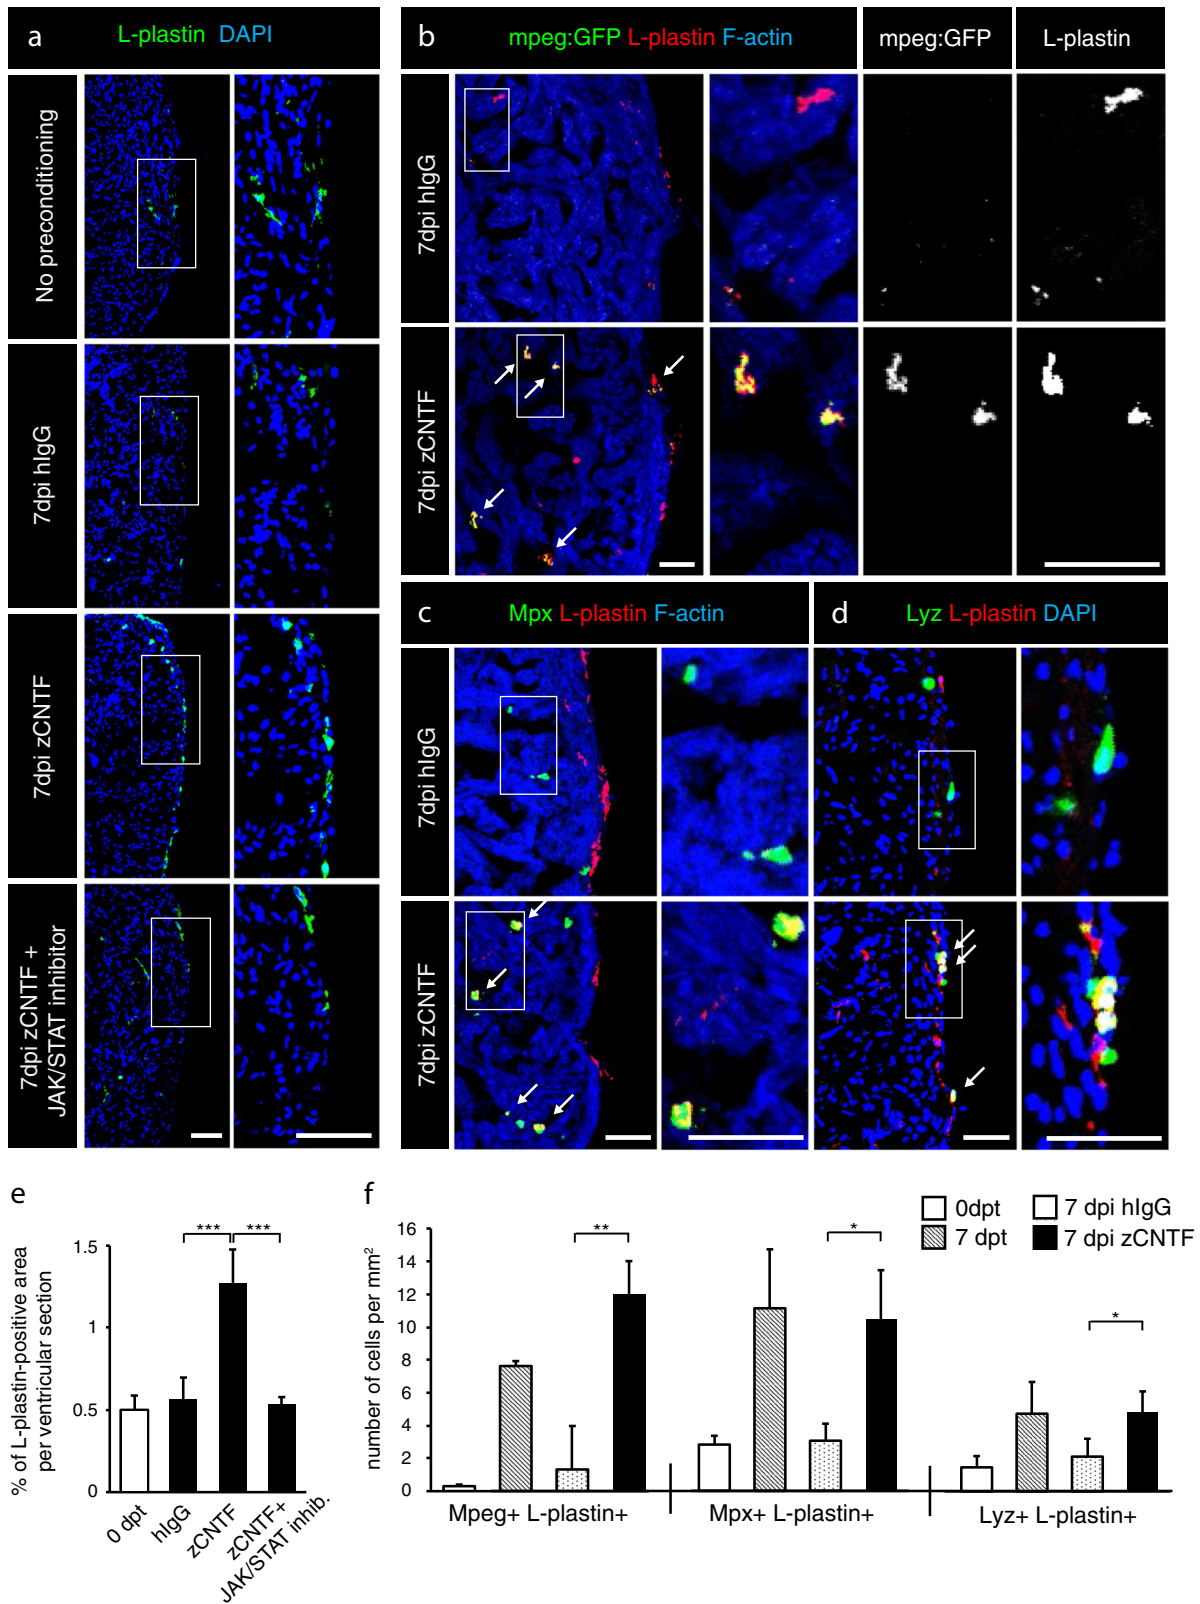 a
L-plastin DAPI
No preconditioning
7dpi hIgG
7dpi zCNTF
7dpi zCNTF +
JAK/STAT inhibitor
b
mpeg:GFP L-plastin F-actin
mpeg:GFP
L-plastin
7dpi hIgG
7dpi zCNTF
c
Mpx L-plastin F-actin
d
Lyz L-plastin DAPI
7dpi hIgG
7dpi zCNTF
e
% of L-plastin-positive area
per ventricular section
1.5
1
0.5
0
*** ***
0 dpt
hIgG
zCNTF
zCNTF+
JAK/STAT inhib.
f
number of cells per mm²
16
14
12
10
8
6
4
2
0
**
*
*
0dpt
7 dpt
7 dpi hIgG
7 dpi zCNTF
Mpeg+ L-plastin+
Mpx+ L-plastin+
Lyz+ L-plastin+